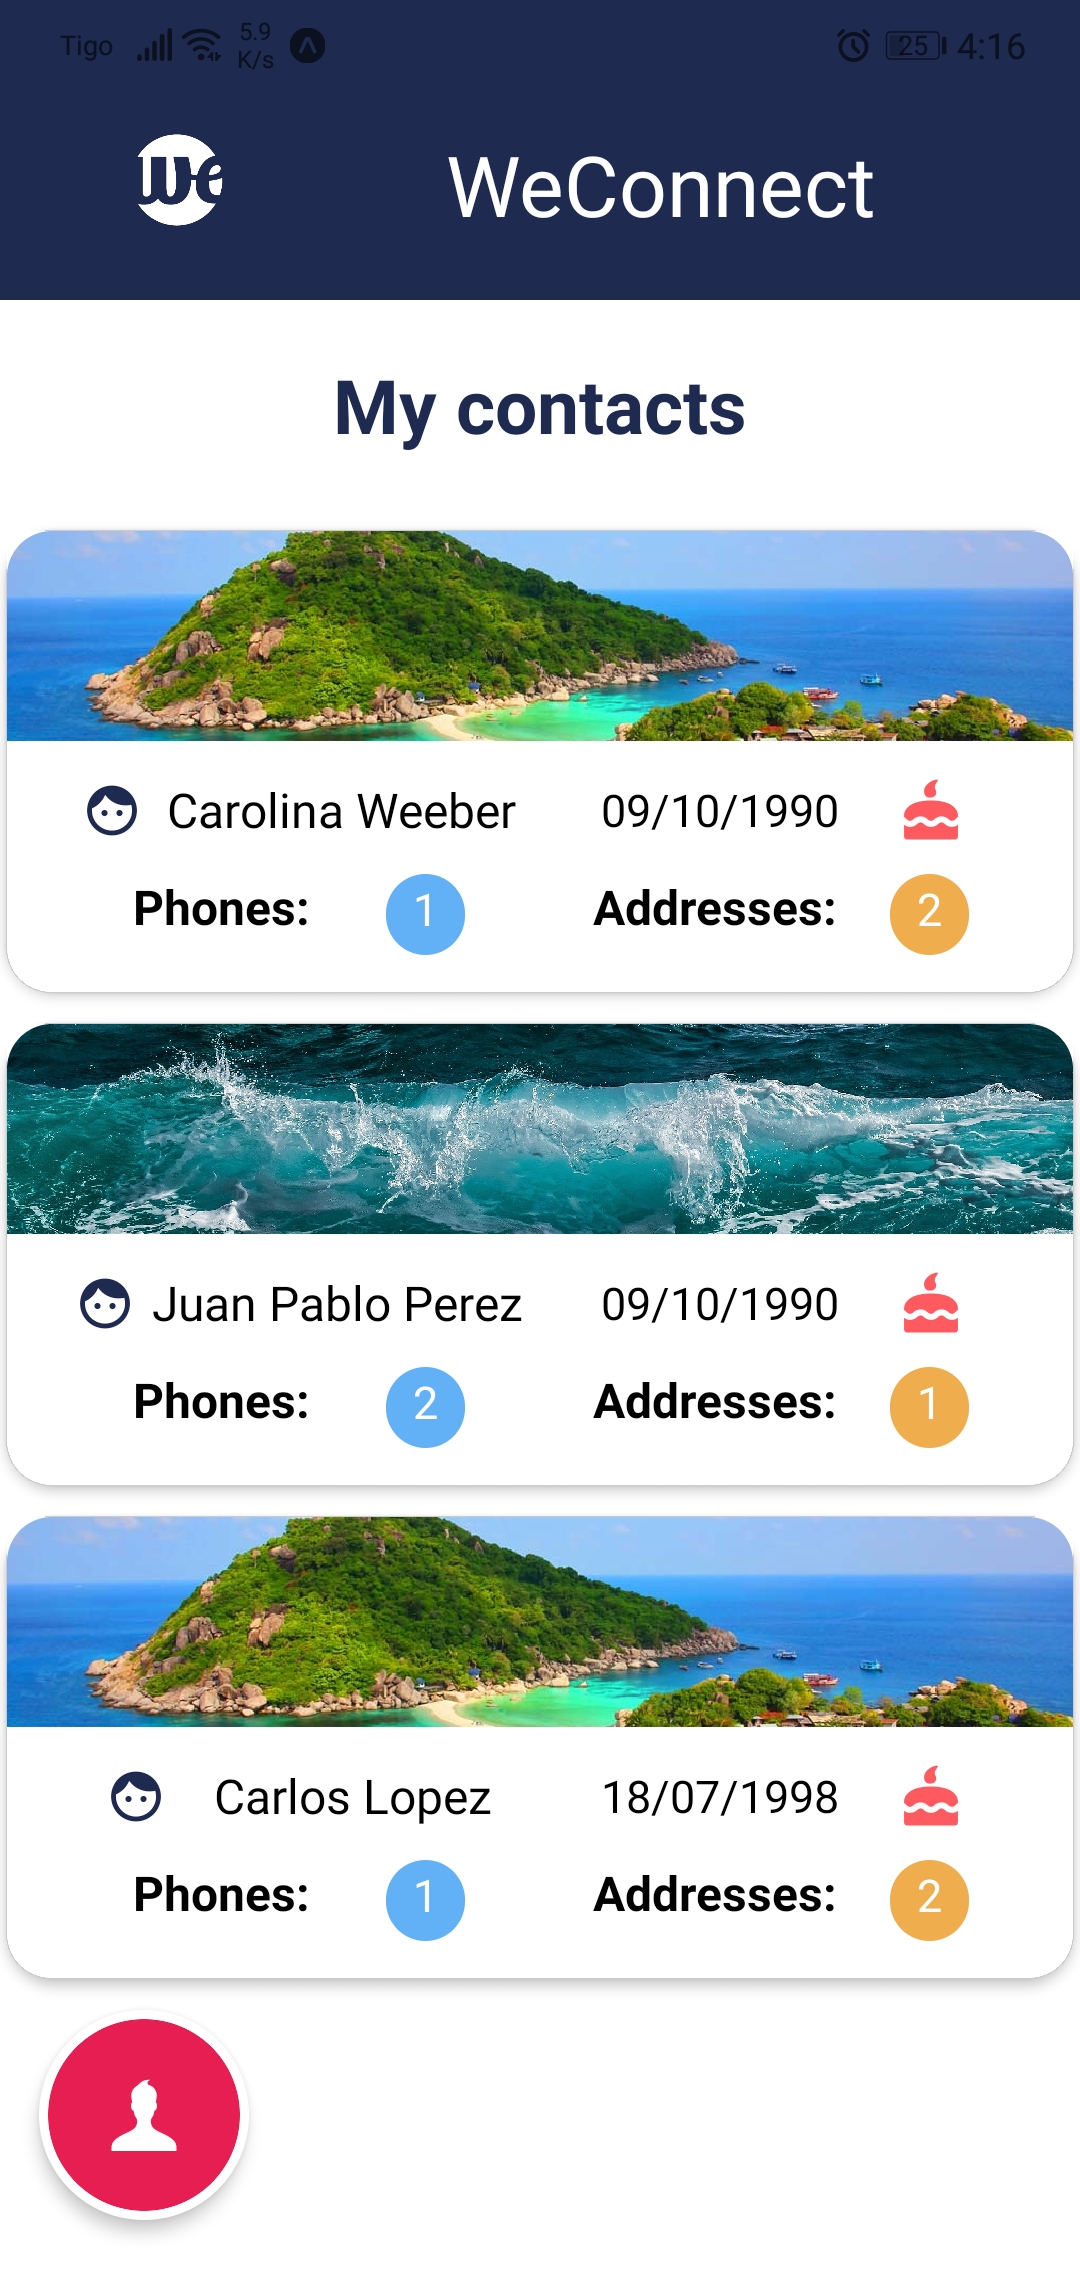 Tigo 5.9 K/s 25 4:16
we WeConnect
My contacts
Carolina Weeber 09/10/1990
Phones: 1 Addresses: 2
Juan Pablo Perez 09/10/1990
Phones: 2 Addresses: 1
Carlos Lopez 18/07/1998
Phones: 1 Addresses: 2